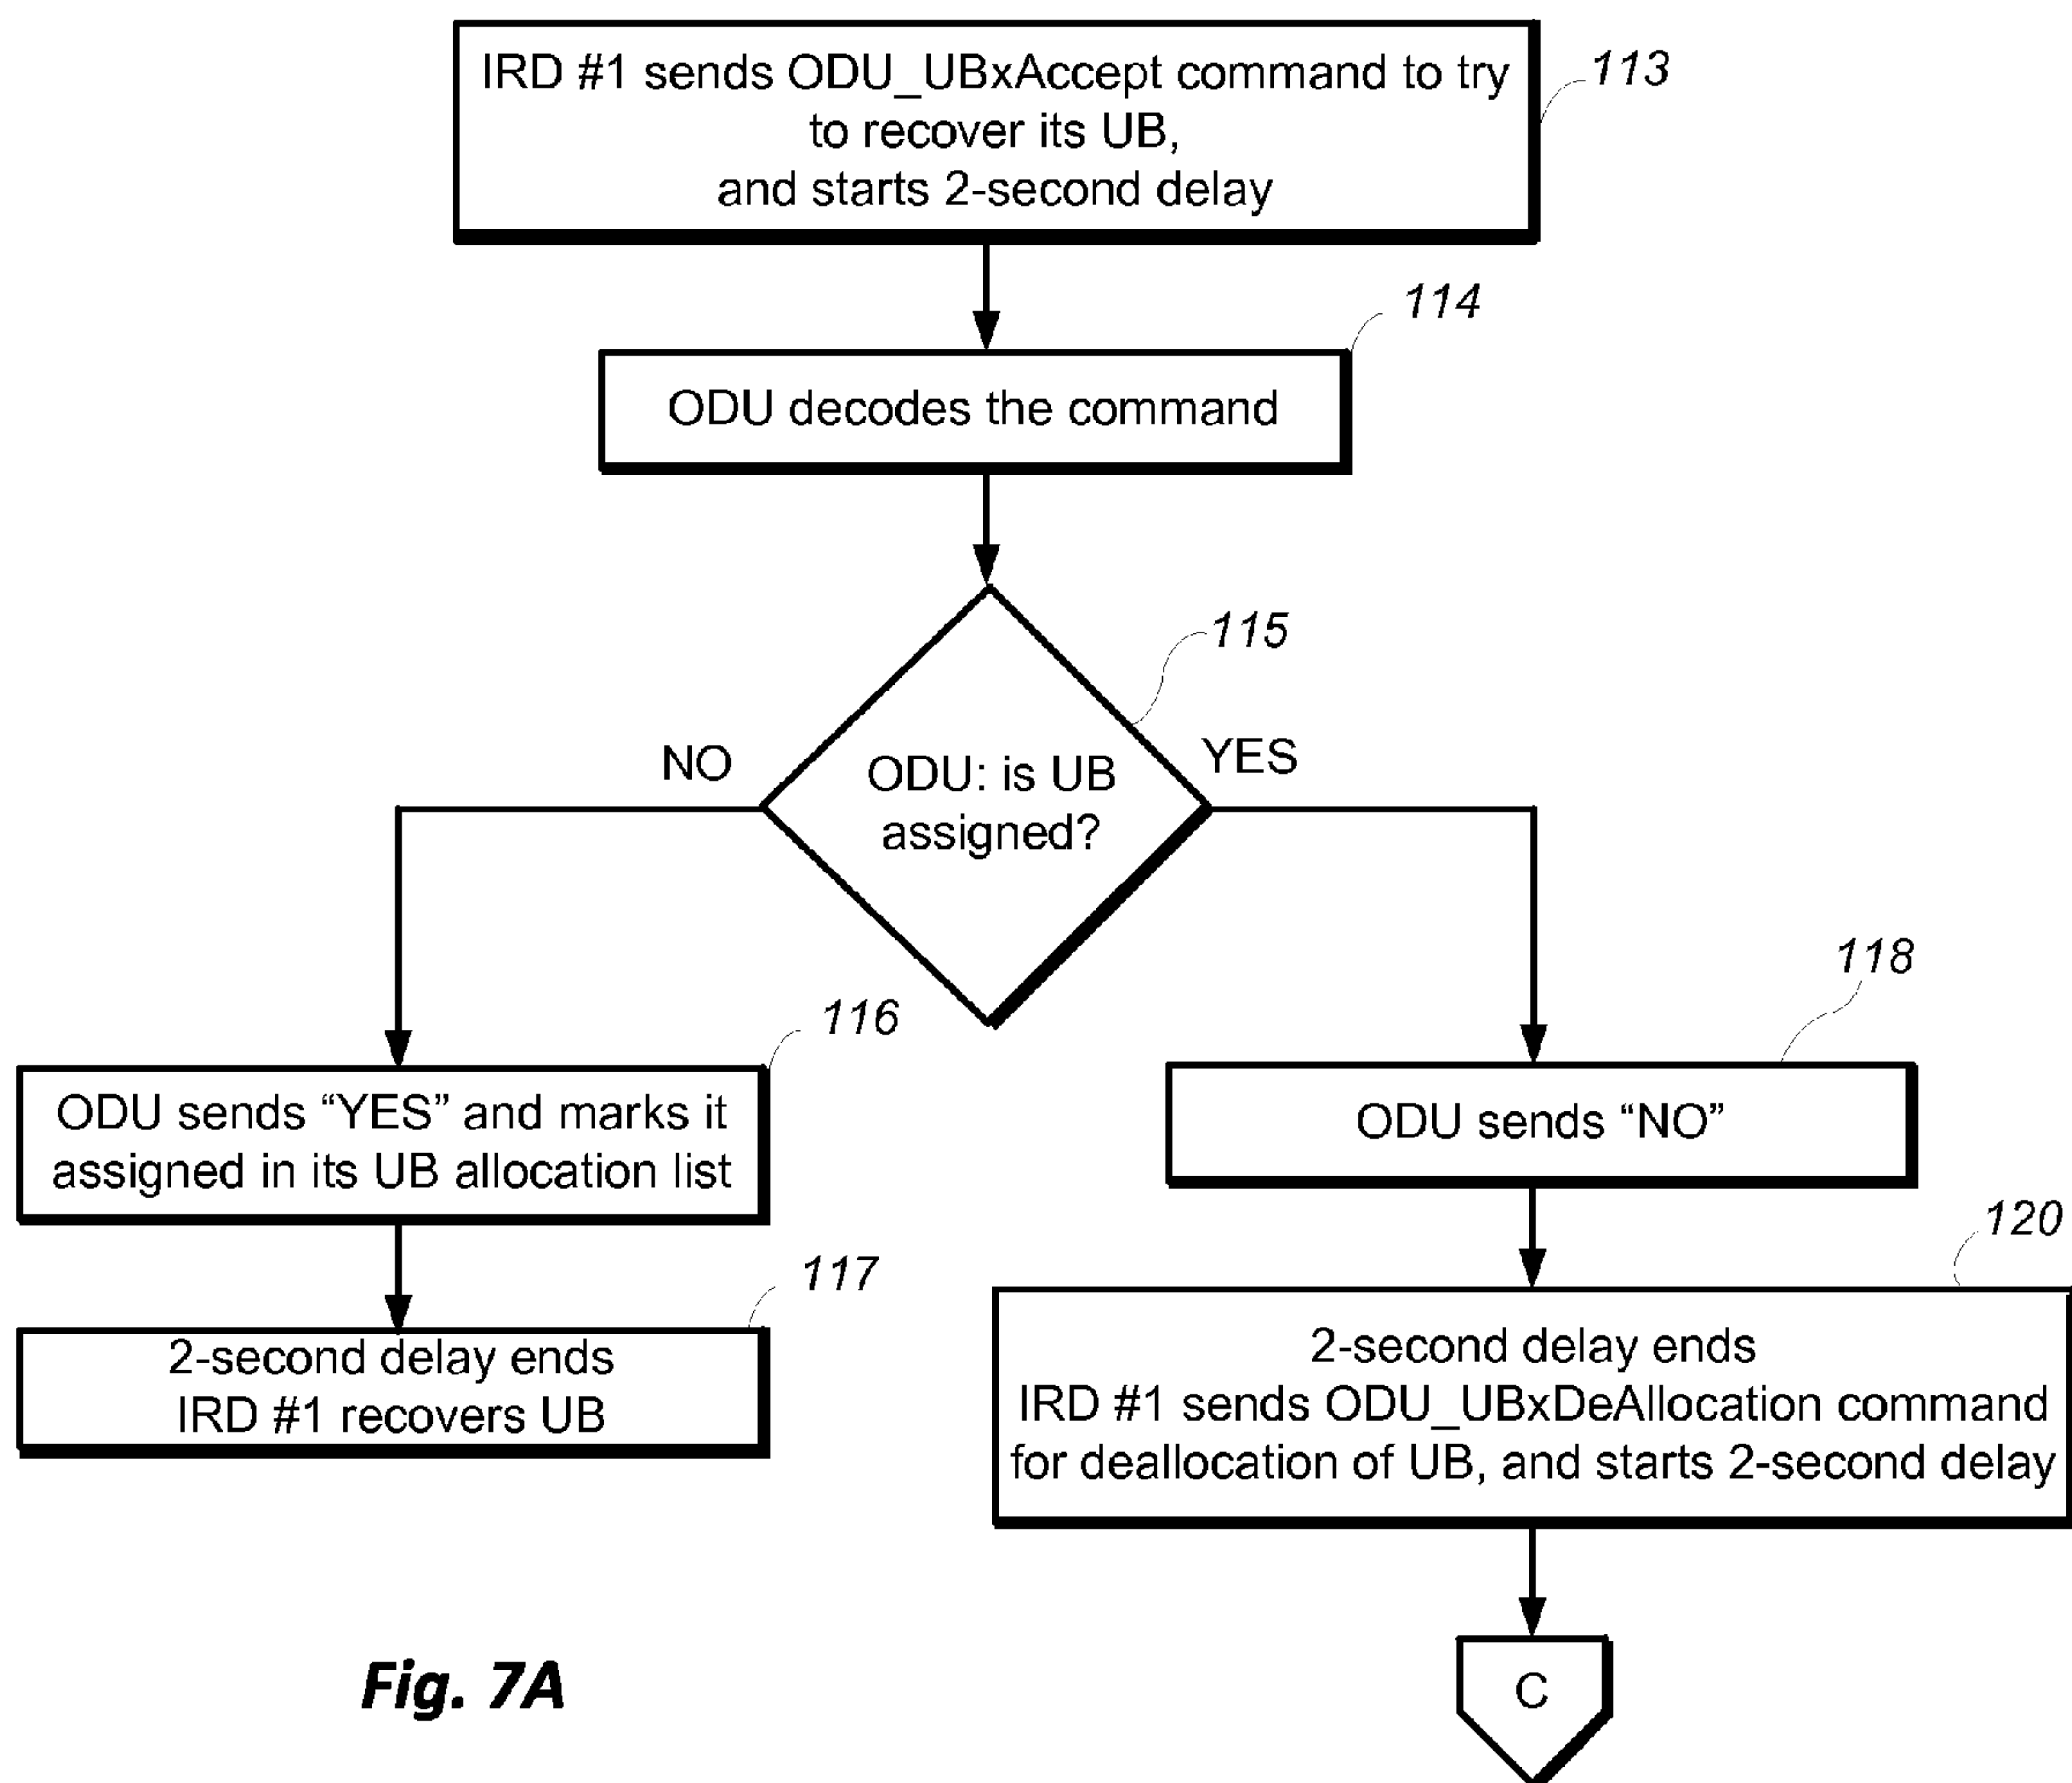 IRD #1 sends ODU_UBxAccept command to try
to recover its UB,
and starts 2-second delay
113
114
ODU decodes the command
115
NO
YES
ODU: is UB
assigned?
118
116
ODU sends “YES” and marks it
assigned in its UB allocation list
ODU sends “NO”
120
117
2-second delay ends
IRD #1 recovers UB
2-second delay ends
IRD #1 sends ODU_UBxDeAllocation command
for deallocation of UB, and starts 2-second delay
Fig. 7A
C